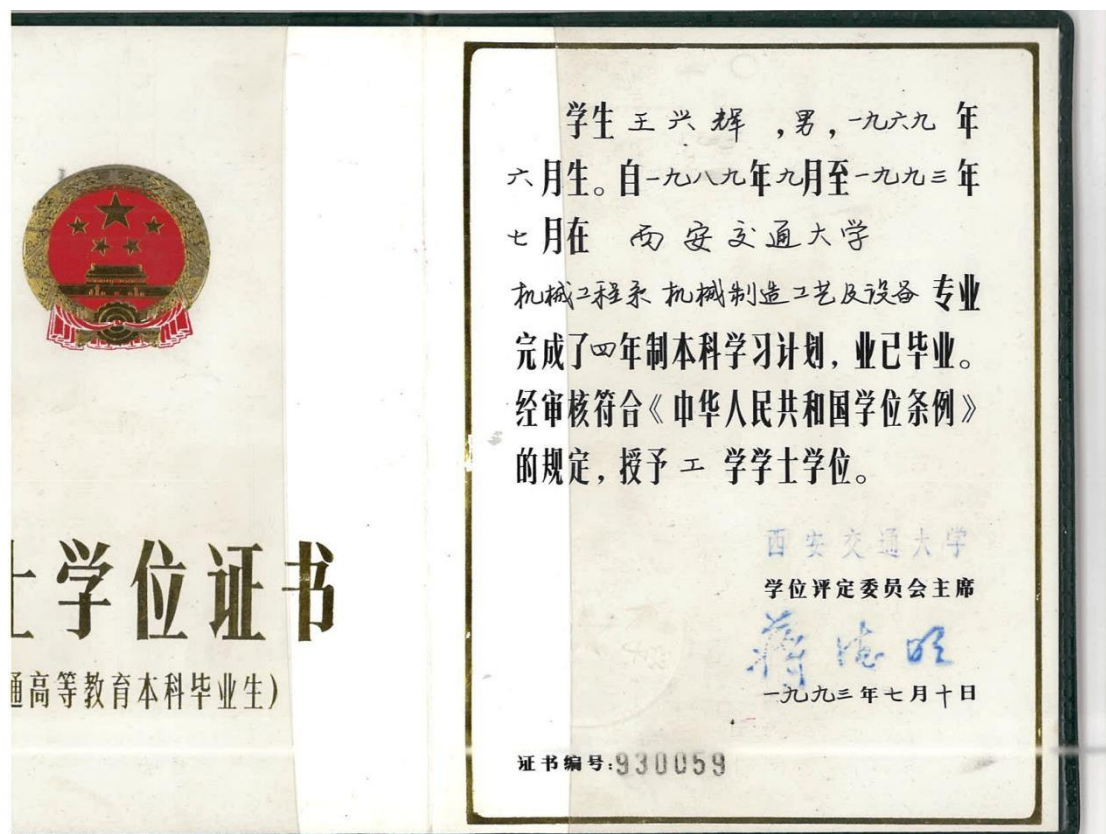 士学位证书
通高等教育本科毕业生)
学生 王兴辉 ,男,一九六九 年
六月生。自一九八九年九月至一九九三年
七月在 西安交通大学
机械工程系 机械制造工艺及设备 专业
完成了四年制本科学习计划,业已毕业。
经审核符合《中华人民共和国学位条例》
的规定,授予 工 学学士学位。
西安交通大学
学位评定委员会主席
蒋德明
一九九三年七月十日
证书编号:930059